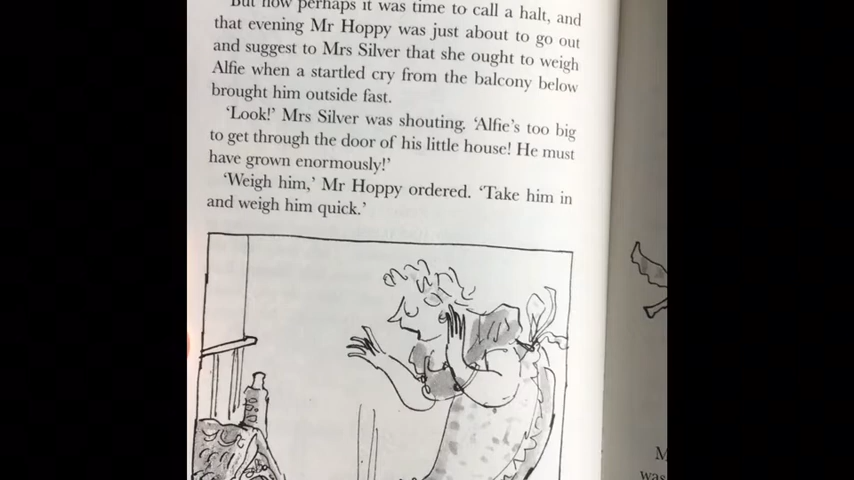 But now perhaps it was time to call a halt, and
that evening Mr Hoppy was just about to go out
and suggest to Mrs Silver that she ought to weigh
Alfie when a startled cry from the balcony below
brought him outside fast.
‘Look!’ Mrs Silver was shouting. ‘Alfie’s too big
to get through the door of his little house! He must
have grown enormously!’
‘Weigh him,’ Mr Hoppy ordered. ‘Take him in
and weigh him quick.’
M
was